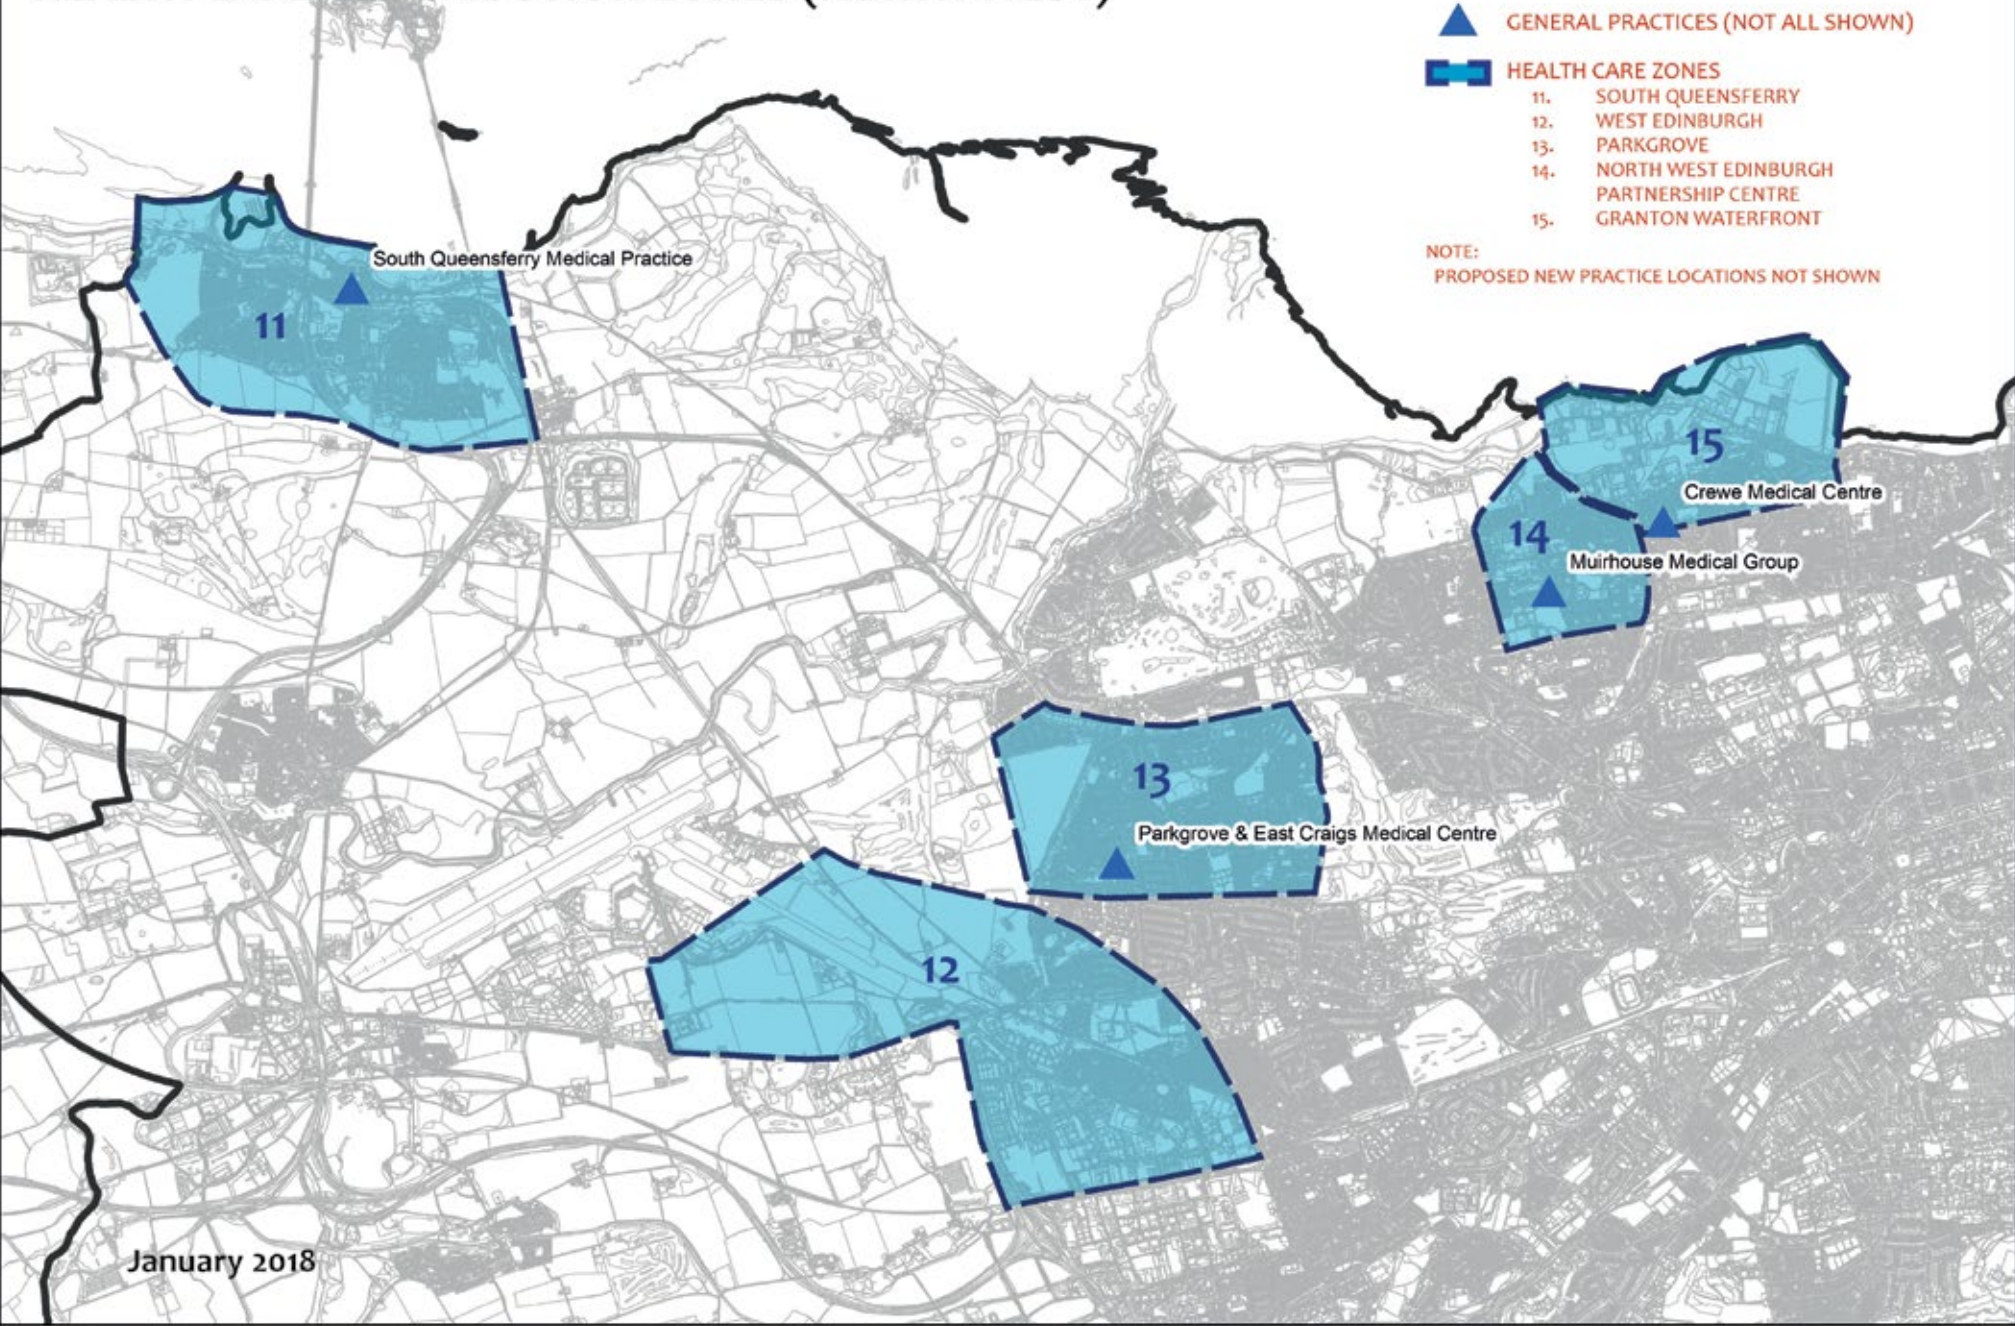 GENERAL PRACTICES (NOT ALL SHOWN)
HEALTH CARE ZONES
11. SOUTH QUEENSFERRY
12. WEST EDINBURGH
13. PARKGROVE
14. NORTH WEST EDINBURGH
PARTNERSHIP CENTRE
15. GRANTON WATERFRONT
NOTE:
PROPOSED NEW PRACTICE LOCATIONS NOT SHOWN
South Queensferry Medical Practice
11
15
Crewe Medical Centre
14
Muirhouse Medical Group
13
Parkgrove & East Craigs Medical Centre
12
January 2018